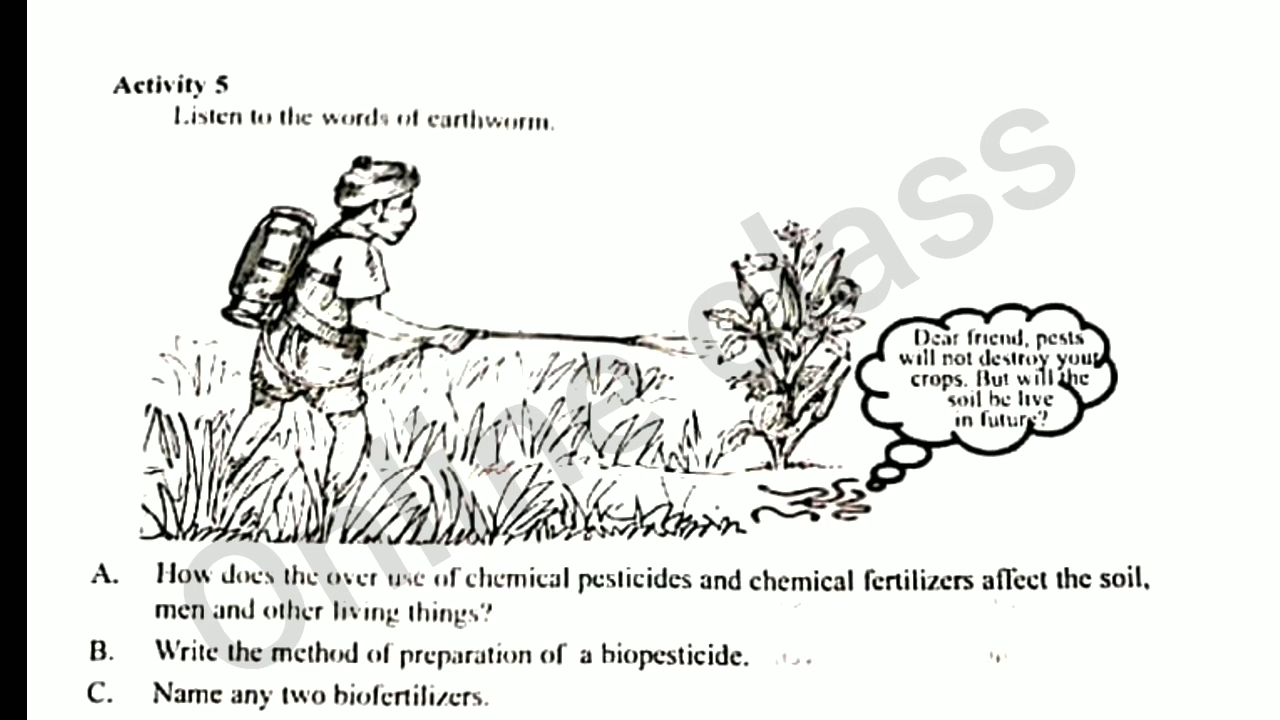 Activity 5
Listen to the words of earthworm.
Dear friend, pests
will not destroy your
crops. But will the
soil be live
in future?
A. How does the over use of chemical pesticides and chemical fertilizers affect the soil,
men and other living things?
B. Write the method of preparation of a biopesticide.
C. Name any two biofertilizers.
Online class